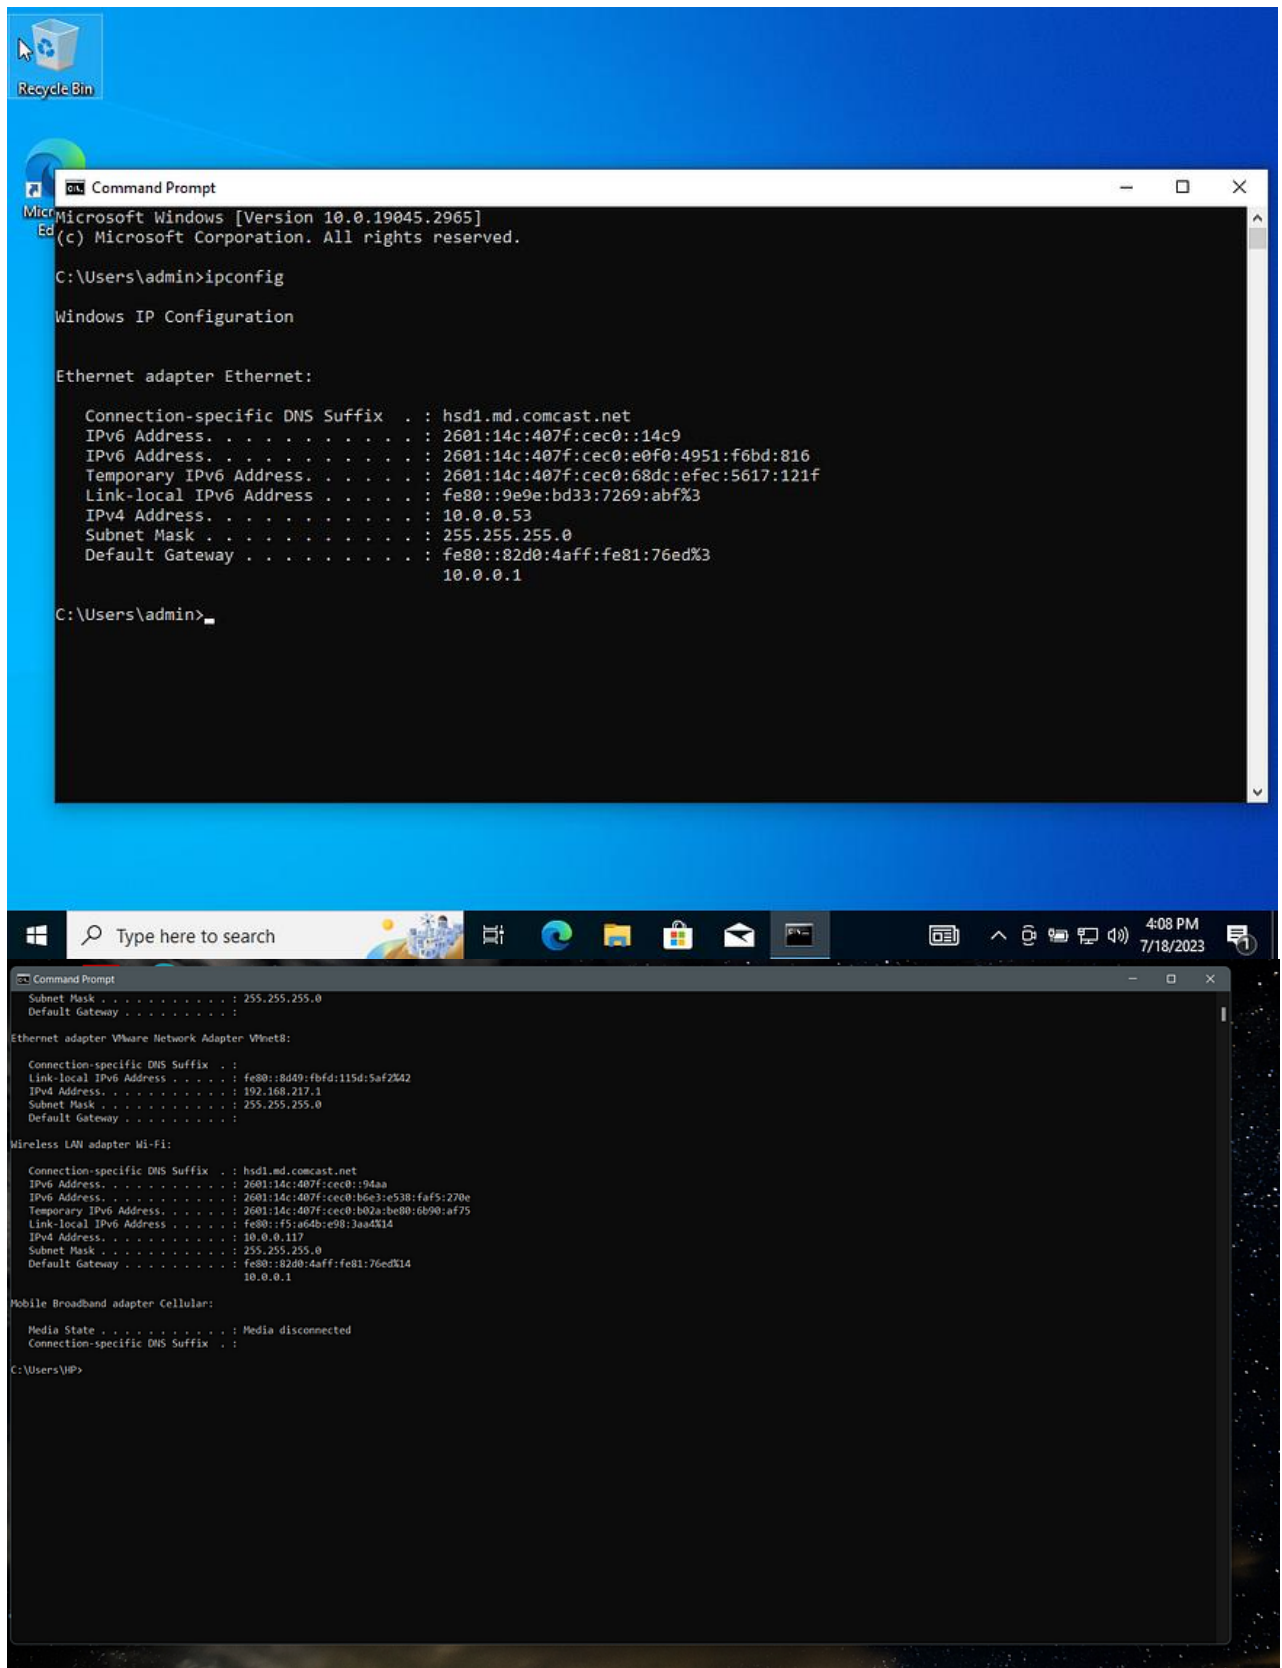 Recycle Bin
Command Prompt
Micr
Ed
Microsoft Windows [Version 10.0.19045.2965]
(c) Microsoft Corporation. All rights reserved.
C:\Users\admin>ipconfig
Windows IP Configuration
Ethernet adapter Ethernet:
Connection-specific DNS Suffix . : hsd1.md.comcast.net
IPv6 Address. . . . . . . . . . . : 2601:14c:407f:cec0::14c9
IPv6 Address. . . . . . . . . . . : 2601:14c:407f:cec0:e0f0:4951:f6bd:816
Temporary IPv6 Address. . . . . . : 2601:14c:407f:cec0:68dc:efec:5617:121f
Link-local IPv6 Address . . . . . : fe80::9e9e:bd33:7269:abf%3
IPv4 Address. . . . . . . . . . . : 10.0.0.53
Subnet Mask . . . . . . . . . . . : 255.255.255.0
Default Gateway . . . . . . . . . : fe80::82d0:4aff:fe81:76ed%3
10.0.0.1
C:\Users\admin>
Type here to search
4:08 PM
7/18/2023
1
Command Prompt
Subnet Mask . . . . . . . . . . . : 255.255.255.0
Default Gateway . . . . . . . . . :
Ethernet adapter VMware Network Adapter VMnet8:
Connection-specific DNS Suffix . :
Link-local IPv6 Address . . . . . : fe80::8d49:fbfd:115d:5af2%42
IPv4 Address. . . . . . . . . . . : 192.168.217.1
Subnet Mask . . . . . . . . . . . : 255.255.255.0
Default Gateway . . . . . . . . . :
Wireless LAN adapter Wi-Fi:
Connection-specific DNS Suffix . : hsd1.md.comcast.net
IPv6 Address. . . . . . . . . . . : 2601:14c:407f:cec0::94aa
IPv6 Address. . . . . . . . . . . : 2601:14c:407f:cec0:b6e3:e538:faf5:270e
Temporary IPv6 Address. . . . . . : 2601:14c:407f:cec0:b02a:be80:6b90:af75
Link-local IPv6 Address . . . . . : fe80::f5:a64b:e98:3aa4%14
IPv4 Address. . . . . . . . . . . : 10.0.0.117
Subnet Mask . . . . . . . . . . . : 255.255.255.0
Default Gateway . . . . . . . . . : fe80::82d0:4aff:fe81:76ed%14
10.0.0.1
Mobile Broadband adapter Cellular:
Media State . . . . . . . . . . . : Media disconnected
Connection-specific DNS Suffix . :
C:\Users\HP>